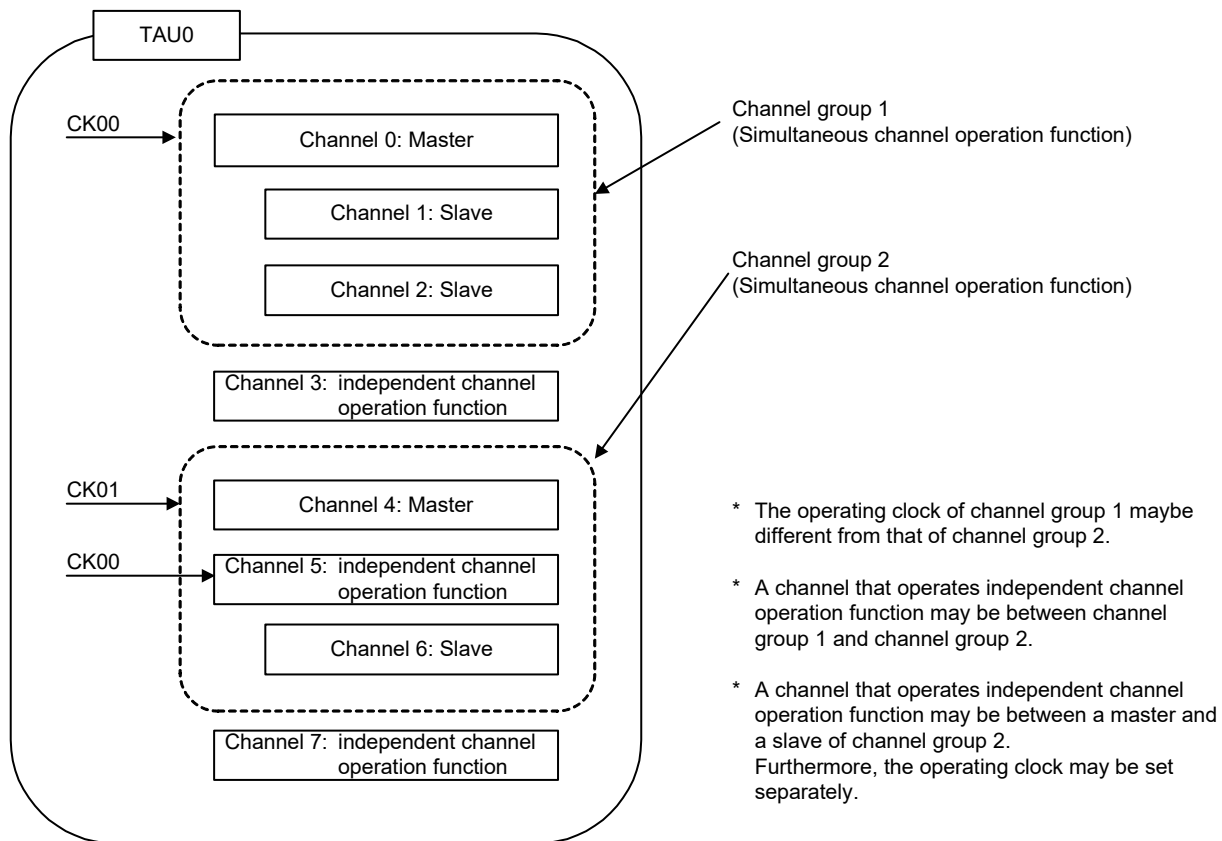 TAU0
CK00
Channel 0: Master
Channel 1: Slave
Channel 2: Slave
Channel group 1
(Simultaneous channel operation function)
Channel group 2
(Simultaneous channel operation function)
Channel 3: independent channel
operation function
CK01
Channel 4: Master
CK00
Channel 5: independent channel
operation function
Channel 6: Slave
Channel 7: independent channel
operation function
* The operating clock of channel group 1 maybe
different from that of channel group 2.
* A channel that operates independent channel
operation function may be between channel
group 1 and channel group 2.
* A channel that operates independent channel
operation function may be between a master and
a slave of channel group 2.
Furthermore, the operating clock may be set
separately.